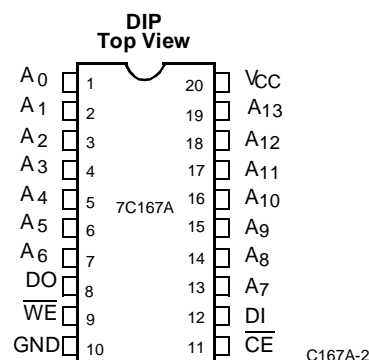 DIP
Top View
A0 1 20 VCC
A1 2 19 A13
A2 3 18 A12
A3 4 17 A11
A4 5 7C167A 16 A10
A5 6 15 A9
A6 7 14 A8
DO 8 13 A7
W̅E̅ 9 12 DI
GND 10 11 C̅E̅
C167A-2